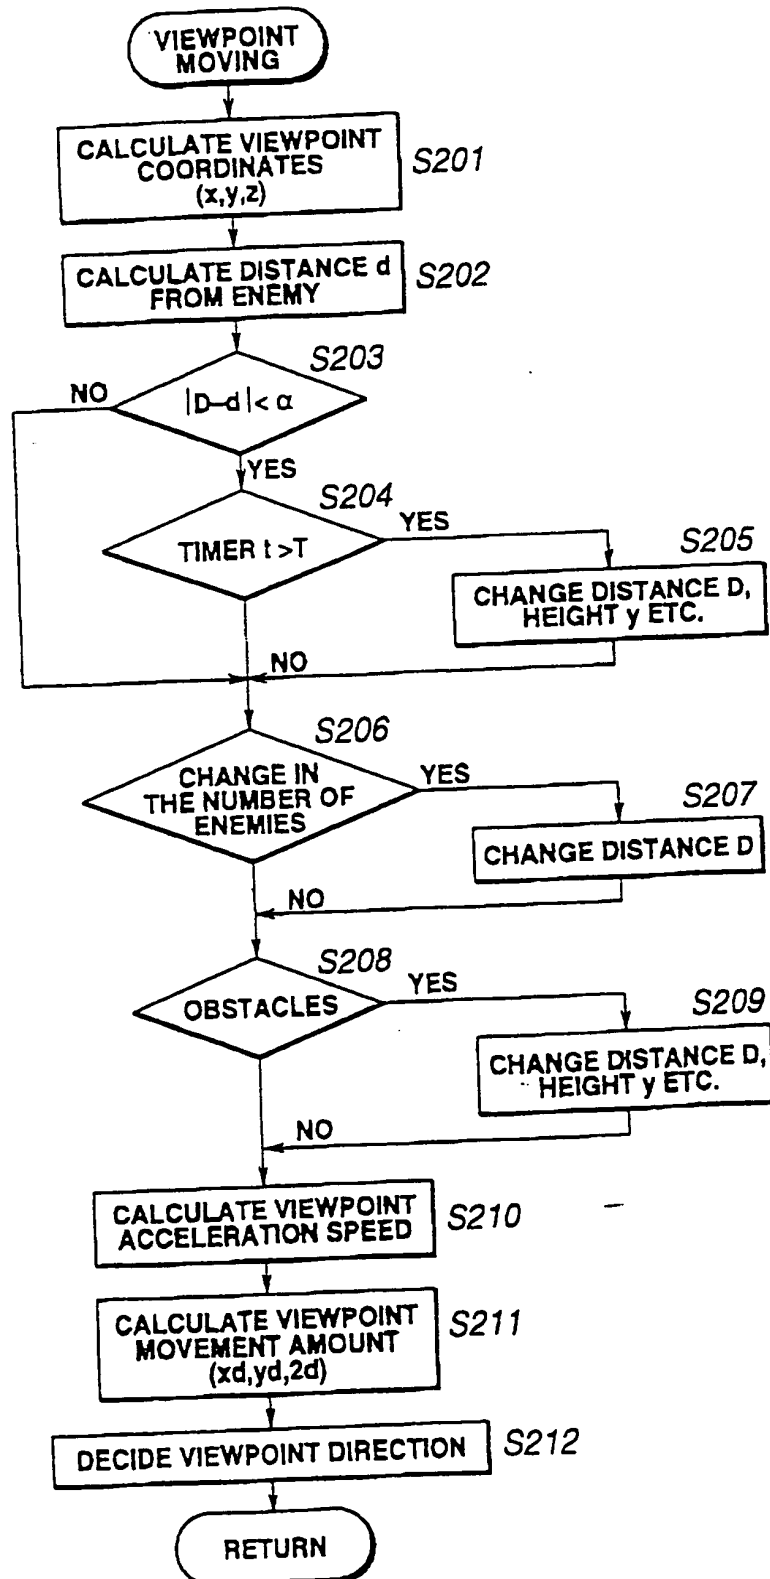 VIEWPOINT
MOVING
CALCULATE VIEWPOINT
COORDINATES
(x,y,z)
S201
CALCULATE DISTANCE d
FROM ENEMY
S202
S203
NO
|D–d|< α
YES
S204
YES
TIMER t >T
S205
CHANGE DISTANCE D,
HEIGHT y ETC.
NO
S206
CHANGE IN
THE NUMBER OF
ENEMIES
YES
S207
CHANGE DISTANCE D
NO
S208
YES
OBSTACLES
S209
CHANGE DISTANCE D,
HEIGHT y ETC.
NO
CALCULATE VIEWPOINT
ACCELERATION SPEED
S210
CALCULATE VIEWPOINT
MOVEMENT AMOUNT
(xd,yd,2d)
S211
DECIDE VIEWPOINT DIRECTION
S212
RETURN